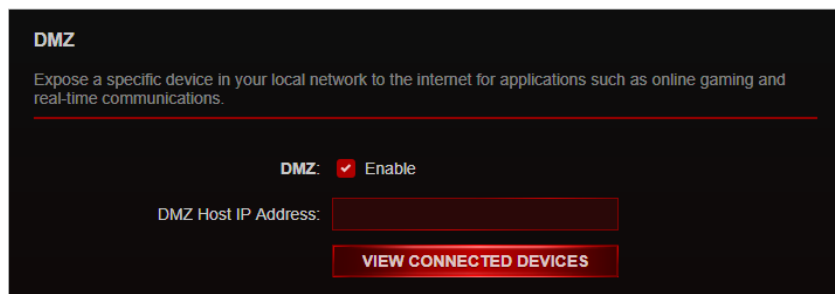 DMZ
Expose a specific device in your local network to the internet for applications such as online gaming and
real-time communications.
DMZ: Enable
DMZ Host IP Address:
VIEW CONNECTED DEVICES